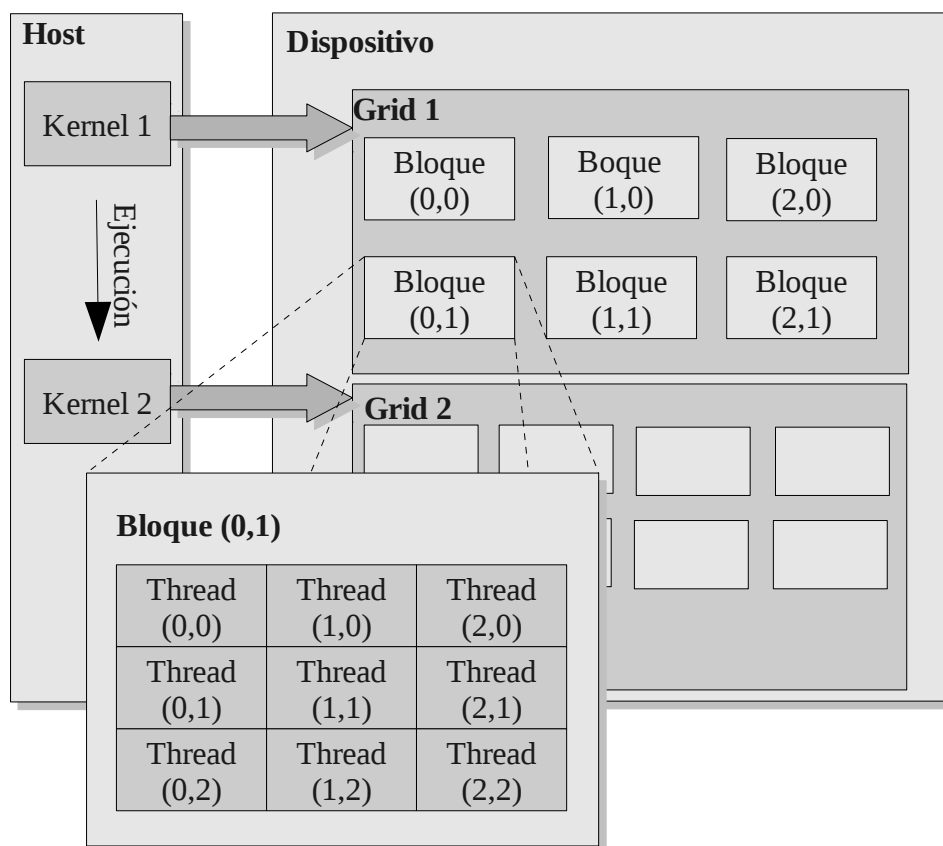 Host
Dispositivo
Kernel 1
Grid 1
Bloque
(0,0)
Boque
(1,0)
Bloque
(2,0)
Ejecución
Bloque
(0,1)
Bloque
(1,1)
Bloque
(2,1)
Kernel 2
Grid 2
Bloque (0,1)
Thread
(0,0)
Thread
(1,0)
Thread
(2,0)
Thread
(0,1)
Thread
(1,1)
Thread
(2,1)
Thread
(0,2)
Thread
(1,2)
Thread
(2,2)